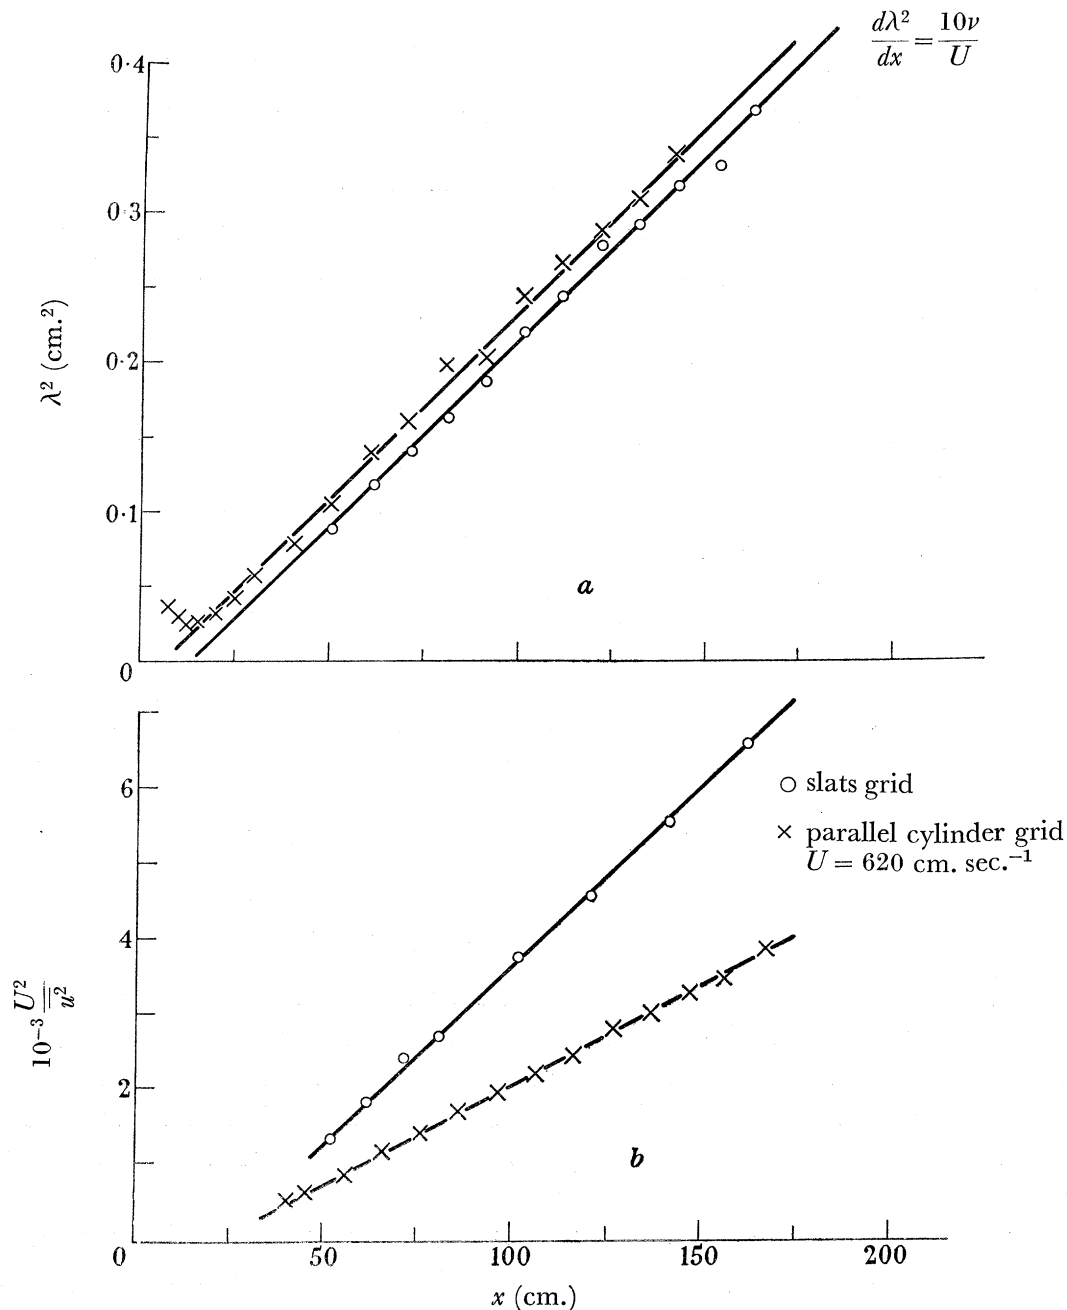 dλ²/dx = 10ν/U
0·4
0·3
0·2
0·1
0
λ² (cm.²)
a
6
4
2
0
10⁻³ U²/u̅²
○ slats grid
× parallel cylinder grid
U = 620 cm. sec.⁻¹
b
50
100
150
200
x (cm.)